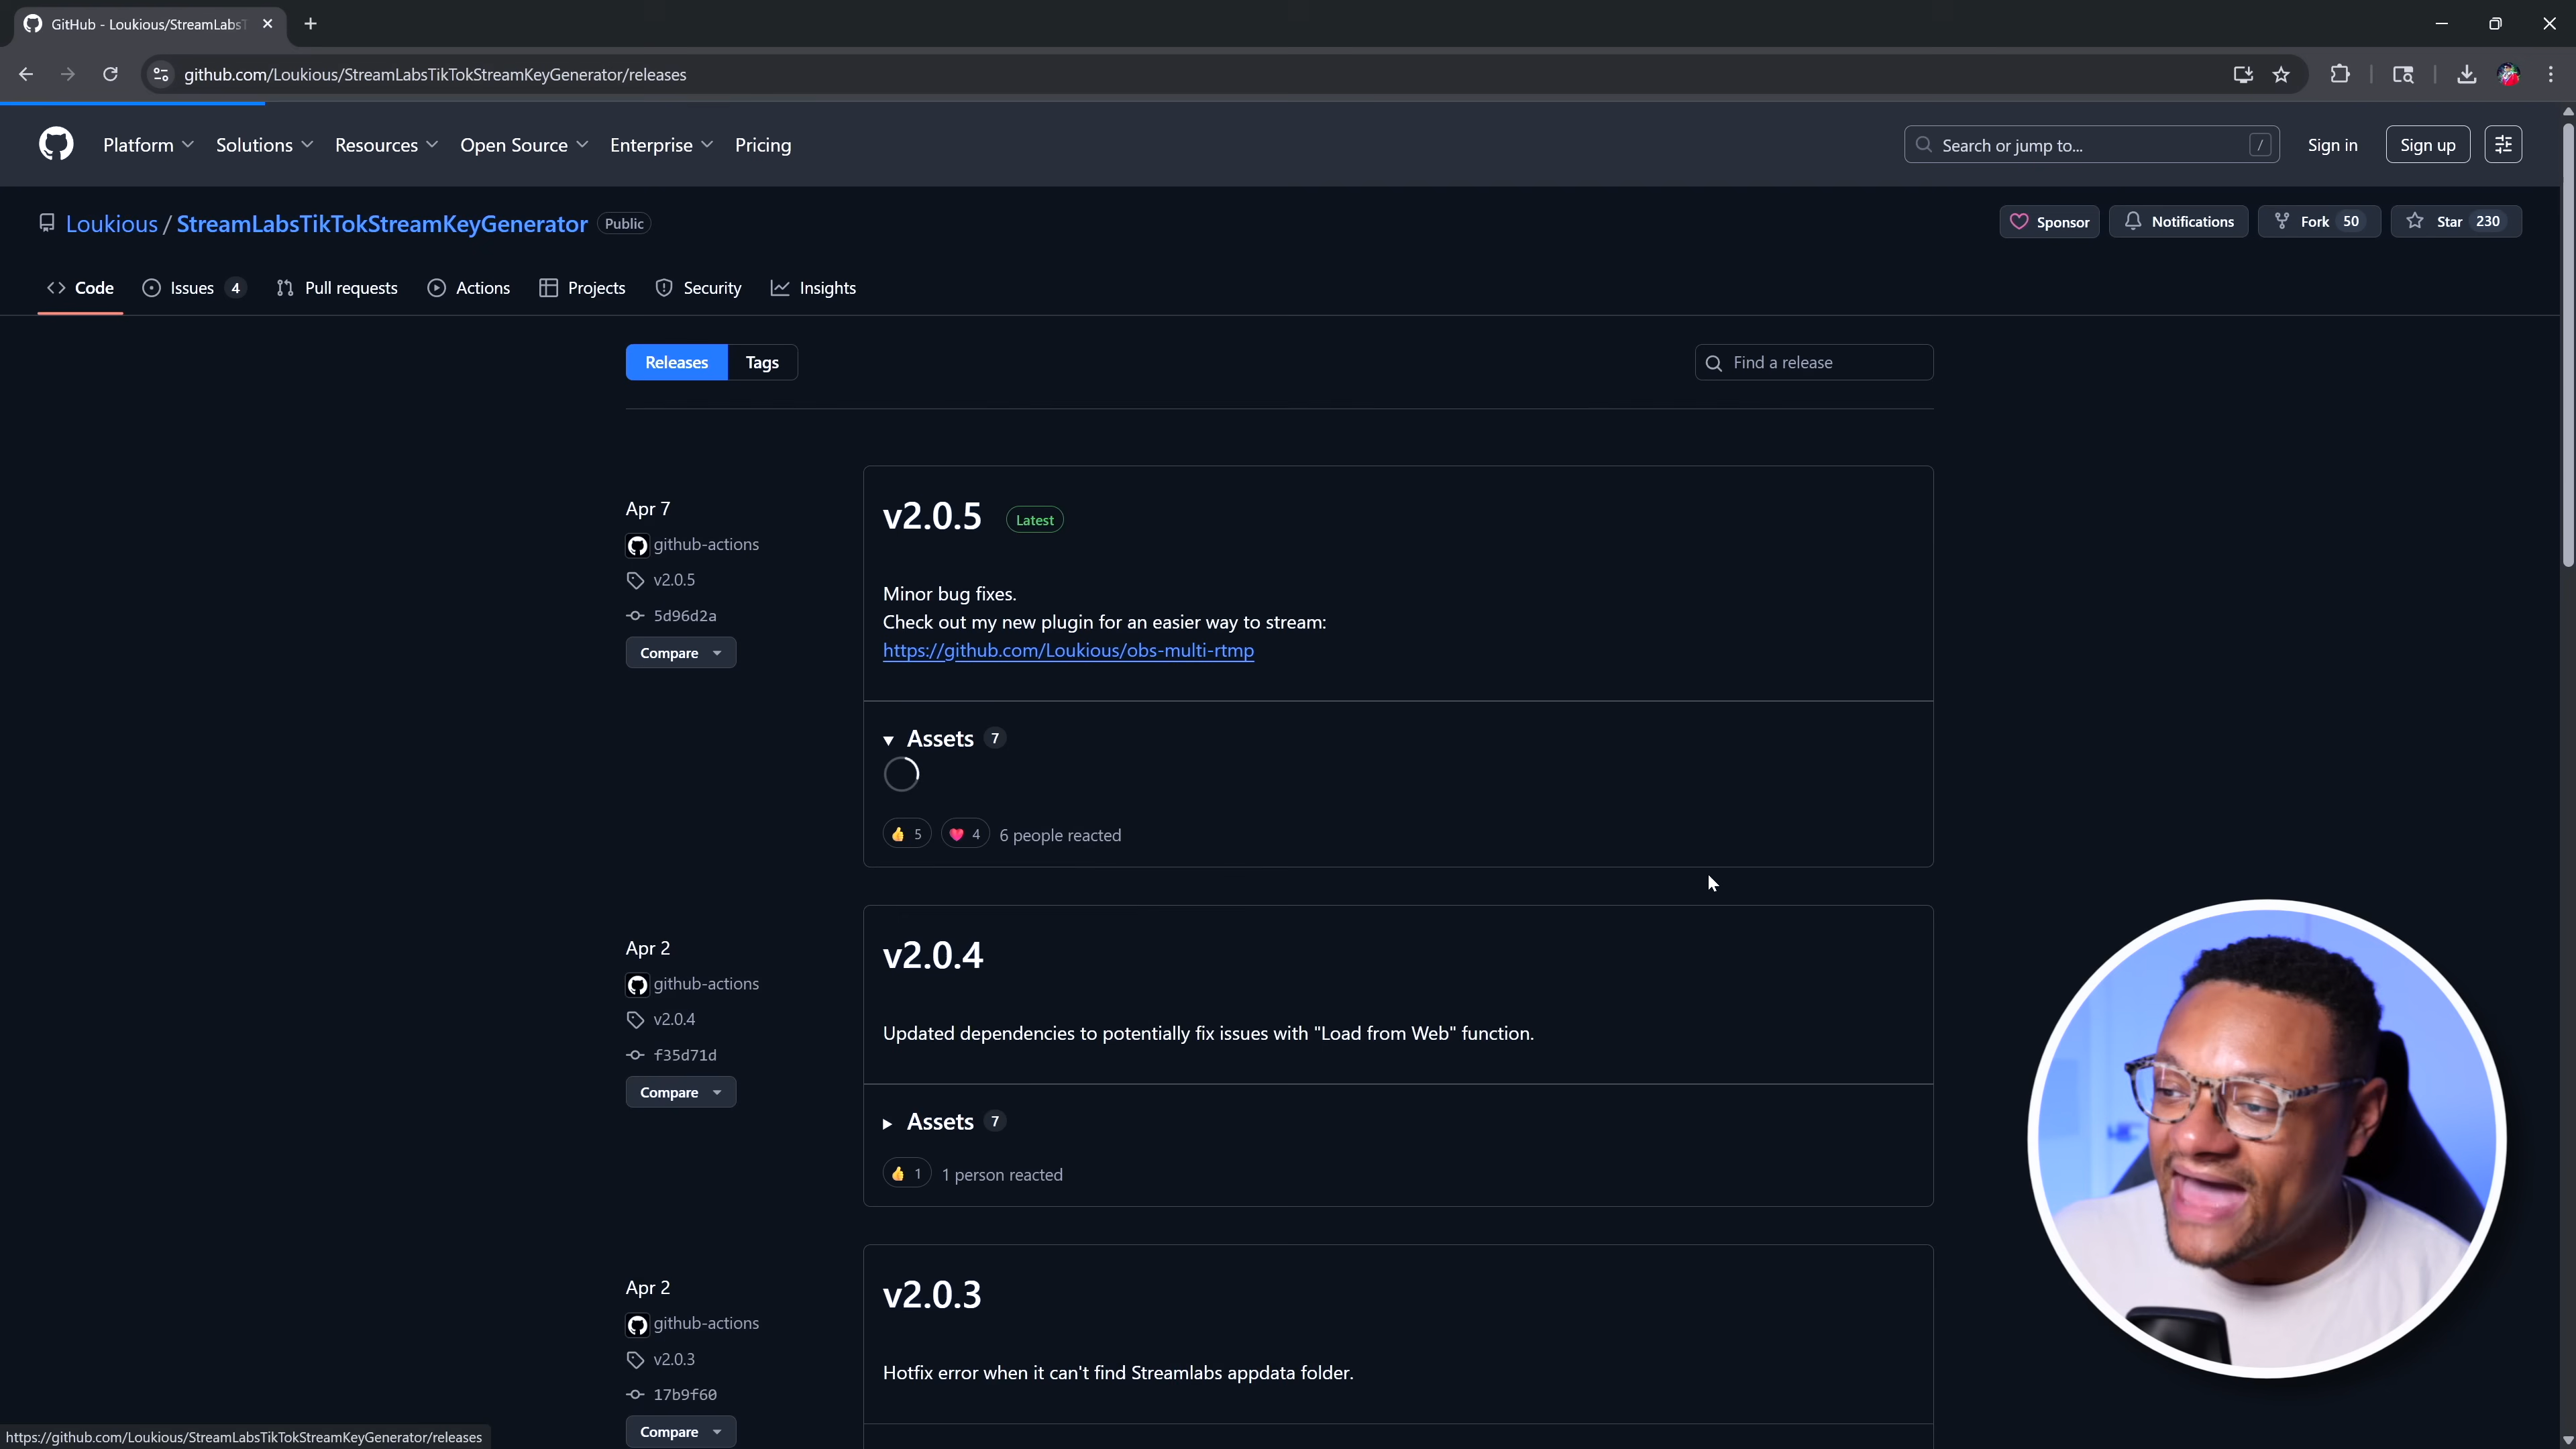 GitHub - Loukious/StreamLabsT
github.com/Loukious/StreamLabsTikTokStreamKeyGenerator/releases
Platform Solutions Resources Open Source Enterprise Pricing
Search or jump to... /
Sign in
Sign up
Loukious / StreamLabsTikTokStreamKeyGenerator Public
Sponsor
Notifications
Fork 50
Star 230
Code
Issues 4
Pull requests
Actions
Projects
Security
Insights
Releases
Tags
Find a release
Apr 7
github-actions
v2.0.5
5d96d2a
Compare
v2.0.5 Latest
Minor bug fixes.
Check out my new plugin for an easier way to stream:
https://github.com/Loukious/obs-multi-rtmp
Assets 7
👍 5 ❤ 4 6 people reacted
Apr 2
github-actions
v2.0.4
f35d71d
Compare
v2.0.4
Updated dependencies to potentially fix issues with "Load from Web" function.
Assets 7
👍 1 1 person reacted
Apr 2
github-actions
v2.0.3
17b9f60
Compare
v2.0.3
Hotfix error when it can't find Streamlabs appdata folder.
https://github.com/Loukious/StreamLabsTikTokStreamKeyGenerator/releases